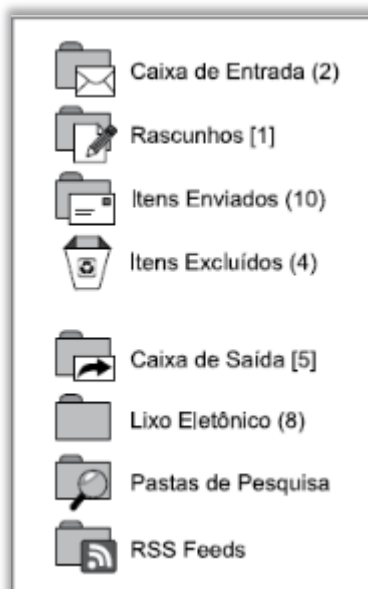 Caixa de Entrada (2)
Rascunhos [1]
Itens Enviados (10)
Itens Excluídos (4)
Caixa de Saída [5]
Lixo Eletônico (8)
Pastas de Pesquisa
RSS Feeds